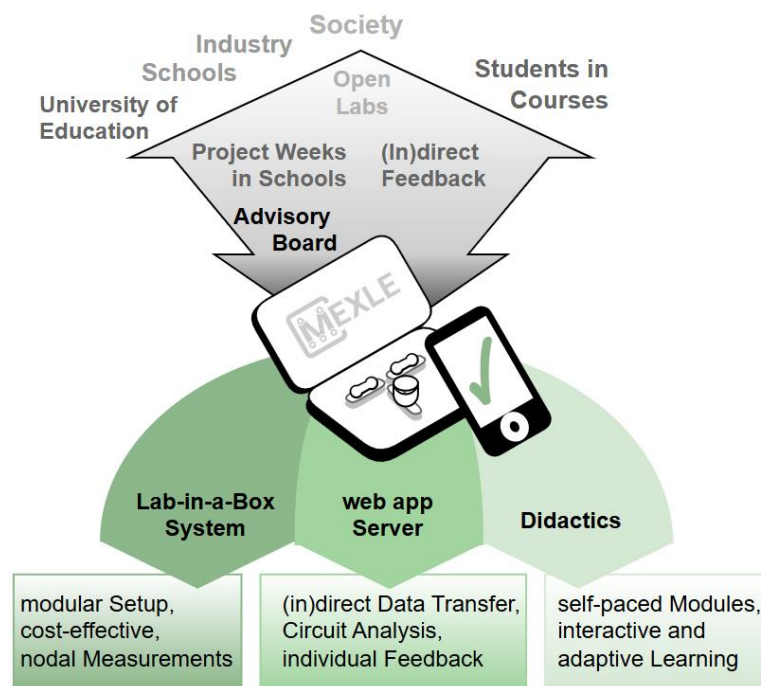 Society
Industry
Schools
University of
Education
Students in
Courses
Open
Labs
Project Weeks
in Schools
(In)direct
Feedback
Advisory
Board
MEXLE
Lab-in-a-Box
System
web app
Server
Didactics
modular Setup,
cost-effective,
nodal Measurements
(in)direct Data Transfer,
Circuit Analysis,
individual Feedback
self-paced Modules,
interactive and
adaptive Learning